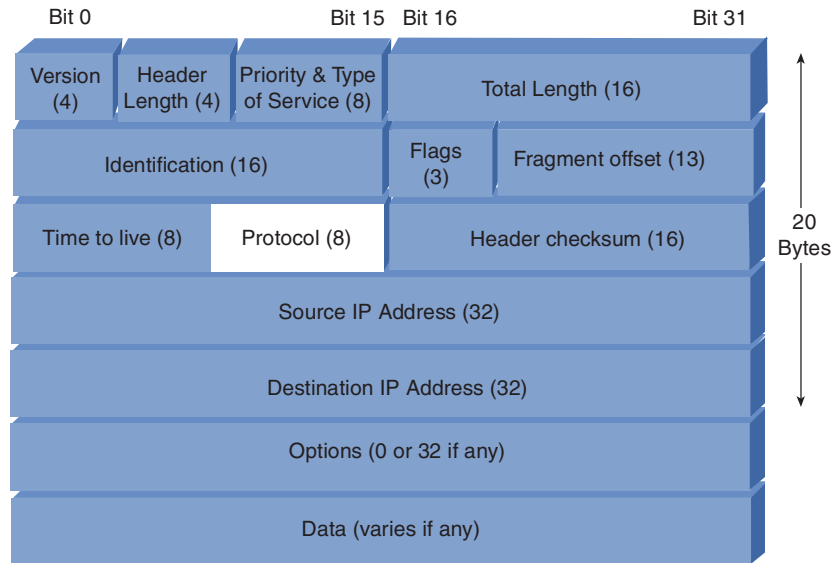 Bit 0 Bit 15 Bit 16 Bit 31
Version
(4)
Header
Length (4)
Priority & Type
of Service (8)
Total Length (16)
Identification (16)
Flags
(3)
Fragment offset (13)
Time to live (8)
Protocol (8)
Header checksum (16)
20
Bytes
Source IP Address (32)
Destination IP Address (32)
Options (0 or 32 if any)
Data (varies if any)